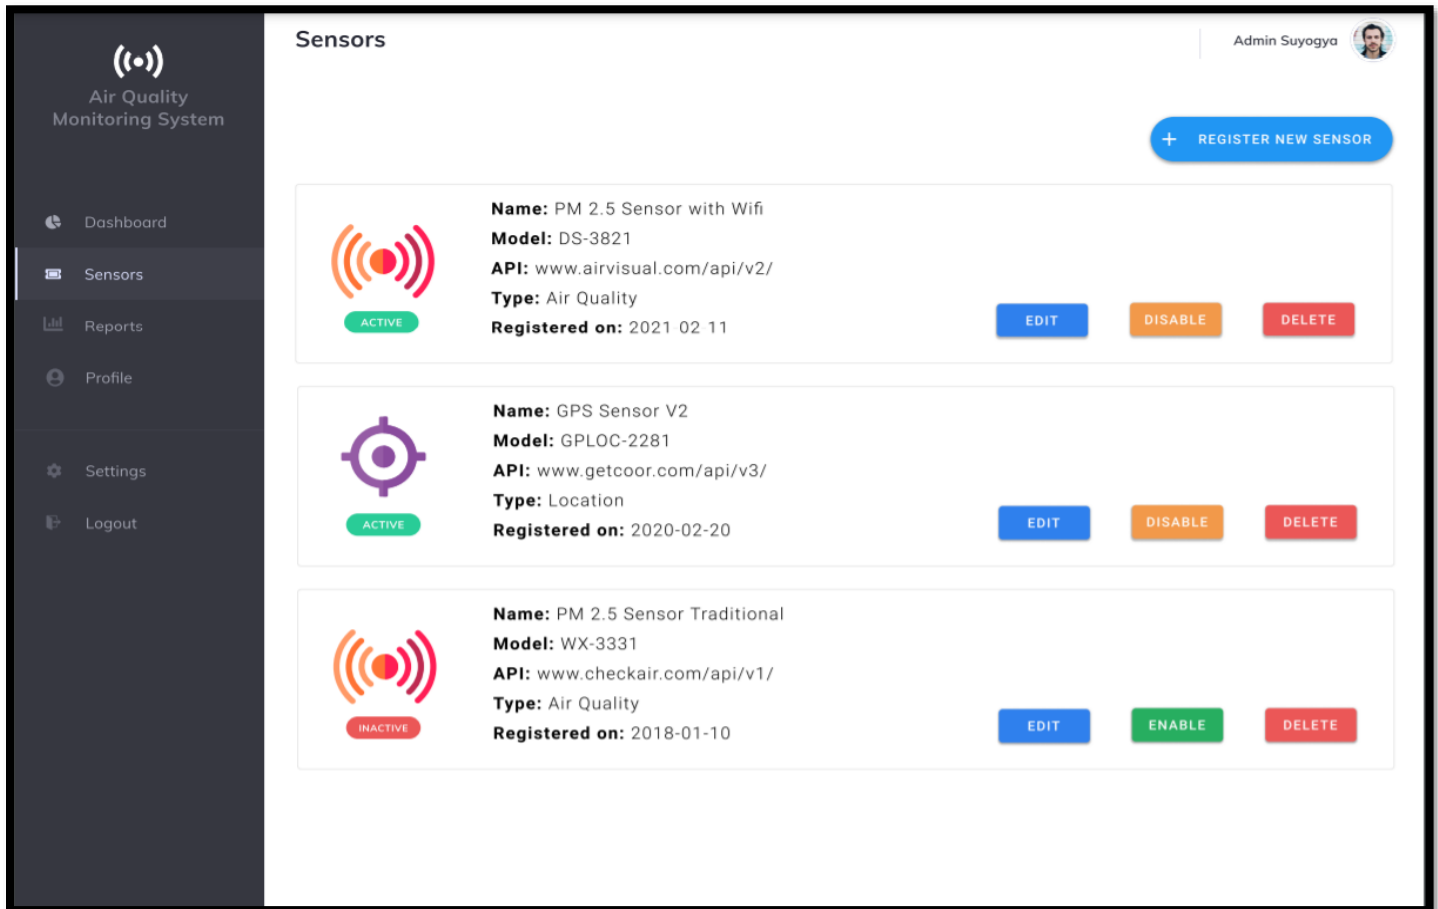 Air Quality
Monitoring System
Dashboard
Sensors
Reports
Profile
Settings
Logout
Sensors
Admin Suyogya
+ REGISTER NEW SENSOR
ACTIVE
Name: PM 2.5 Sensor with Wifi
Model: DS-3821
API: www.airvisual.com/api/v2/
Type: Air Quality
Registered on: 2021-02-11
EDIT DISABLE DELETE
ACTIVE
Name: GPS Sensor V2
Model: GPLOC-2281
API: www.getcoor.com/api/v3/
Type: Location
Registered on: 2020-02-20
EDIT DISABLE DELETE
INACTIVE
Name: PM 2.5 Sensor Traditional
Model: WX-3331
API: www.checkair.com/api/v1/
Type: Air Quality
Registered on: 2018-01-10
EDIT ENABLE DELETE